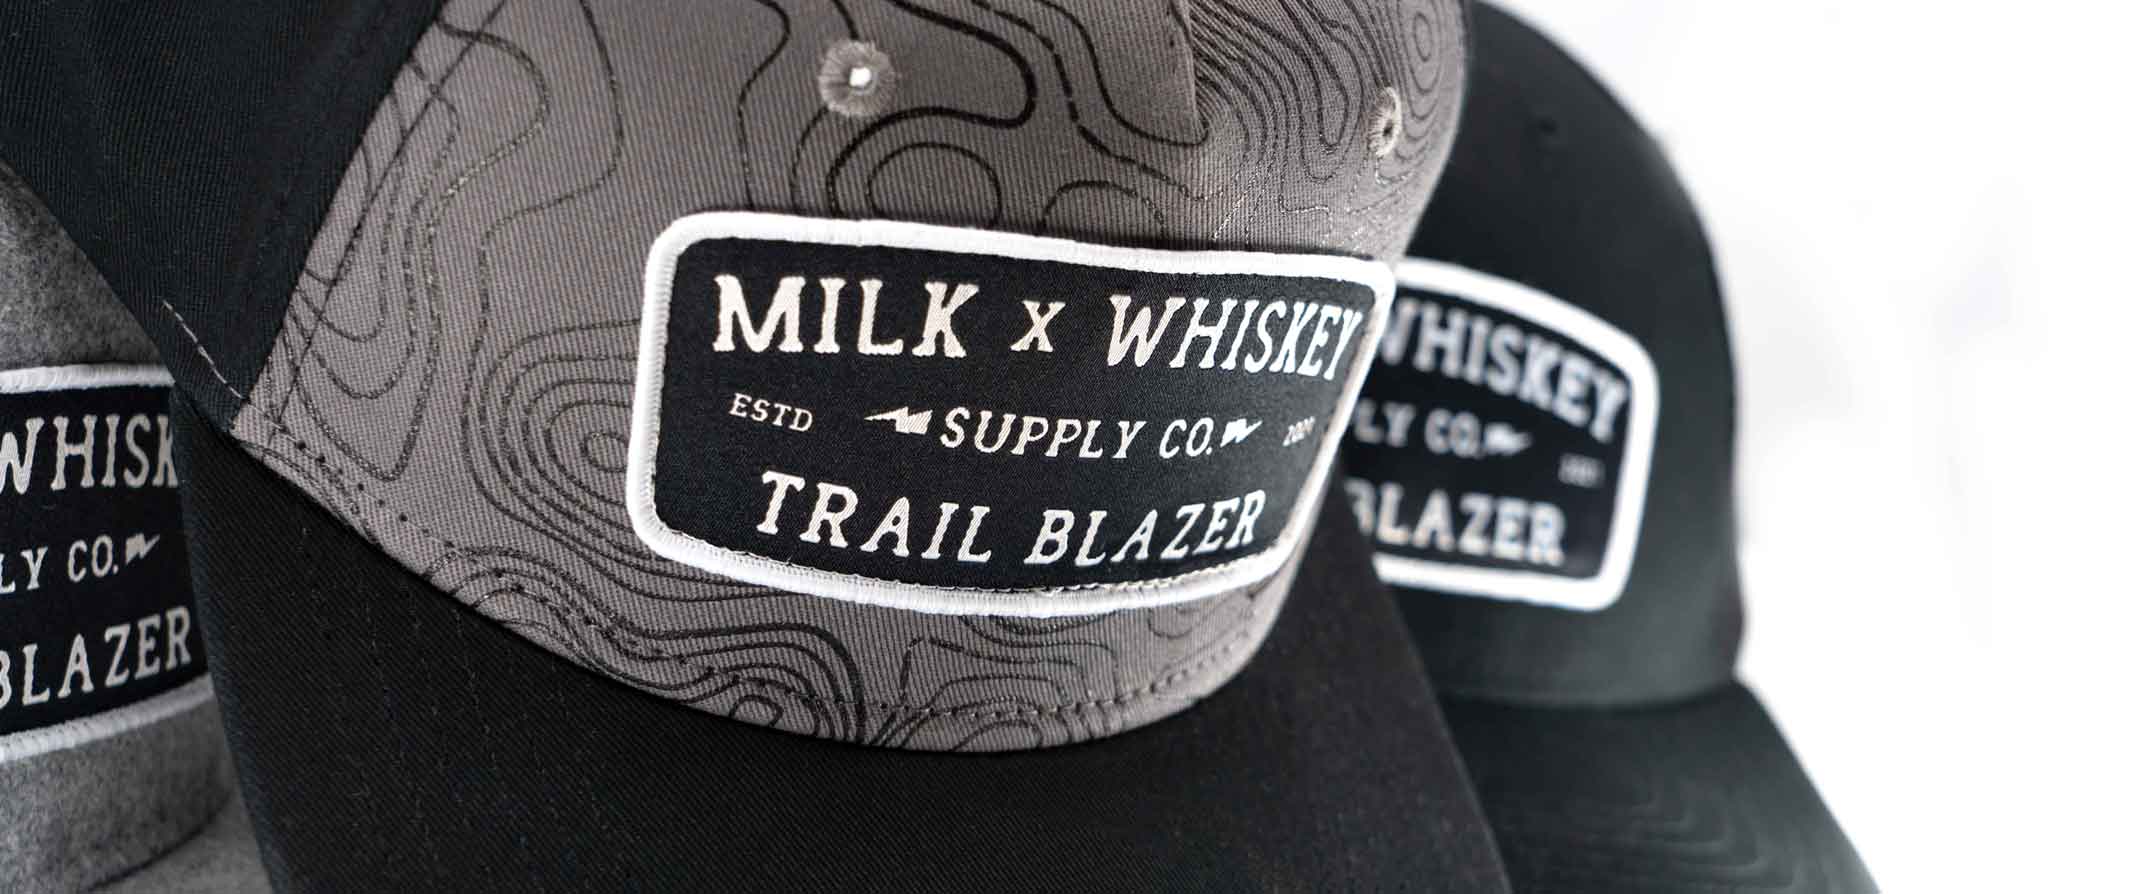 MILK X WHISKEY
ESTD SUPPLY CO.
TRAIL BLAZER
WHISKEY
LY CO.
BLAZER
WHISK
LY CO.
BLAZER